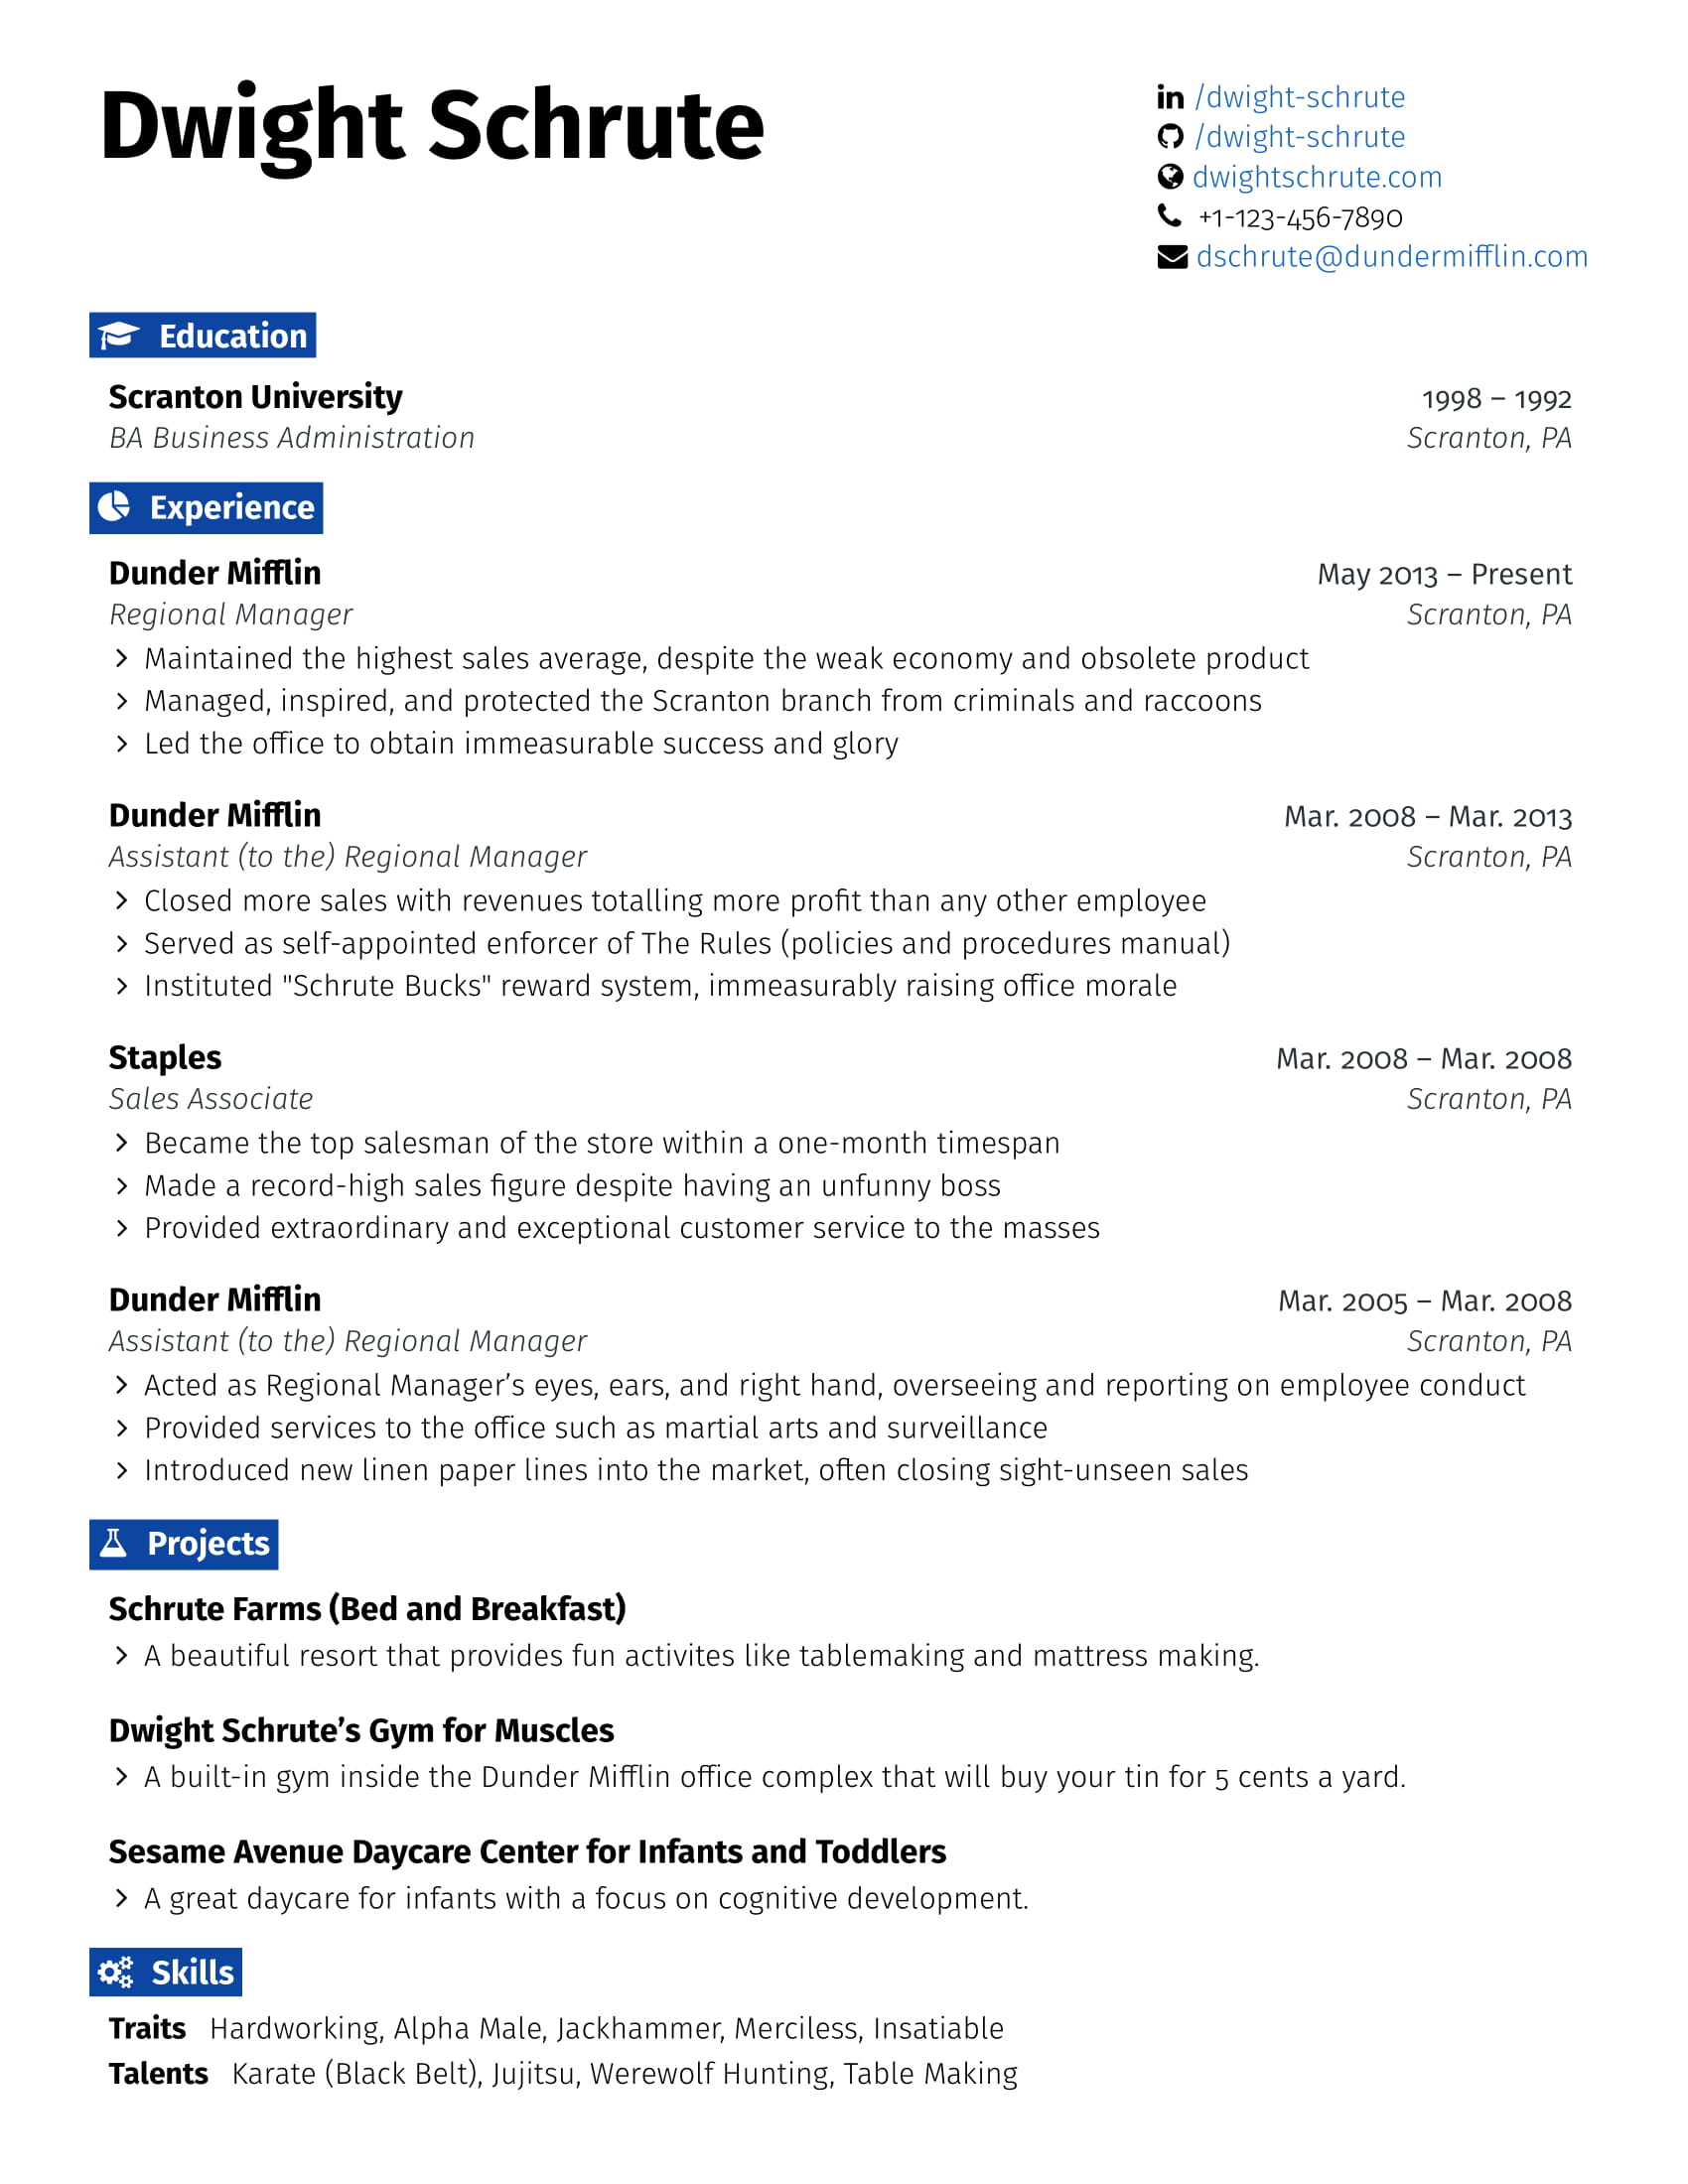 Dwight Schrute
/dwight-schrute
/dwight-schrute
dwightschrute.com
+1-123-456-7890
dschrute@dundermifflin.com
Education
Scranton University 1998 – 1992
BA Business Administration Scranton, PA
Experience
Dunder Mifflin May 2013 – Present
Regional Manager Scranton, PA
Maintained the highest sales average, despite the weak economy and obsolete product
Managed, inspired, and protected the Scranton branch from criminals and raccoons
Led the office to obtain immeasurable success and glory
Dunder Mifflin Mar. 2008 – Mar. 2013
Assistant (to the) Regional Manager Scranton, PA
Closed more sales with revenues totalling more profit than any other employee
Served as self-appointed enforcer of The Rules (policies and procedures manual)
Instituted "Schrute Bucks" reward system, immeasurably raising office morale
Staples Mar. 2008 – Mar. 2008
Sales Associate Scranton, PA
Became the top salesman of the store within a one-month timespan
Made a record-high sales figure despite having an unfunny boss
Provided extraordinary and exceptional customer service to the masses
Dunder Mifflin Mar. 2005 – Mar. 2008
Assistant (to the) Regional Manager Scranton, PA
Acted as Regional Manager’s eyes, ears, and right hand, overseeing and reporting on employee conduct
Provided services to the office such as martial arts and surveillance
Introduced new linen paper lines into the market, often closing sight-unseen sales
Projects
Schrute Farms (Bed and Breakfast)
A beautiful resort that provides fun activites like tablemaking and mattress making.
Dwight Schrute’s Gym for Muscles
A built-in gym inside the Dunder Mifflin office complex that will buy your tin for 5 cents a yard.
Sesame Avenue Daycare Center for Infants and Toddlers
A great daycare for infants with a focus on cognitive development.
Skills
Traits Hardworking, Alpha Male, Jackhammer, Merciless, Insatiable
Talents Karate (Black Belt), Jujitsu, Werewolf Hunting, Table Making